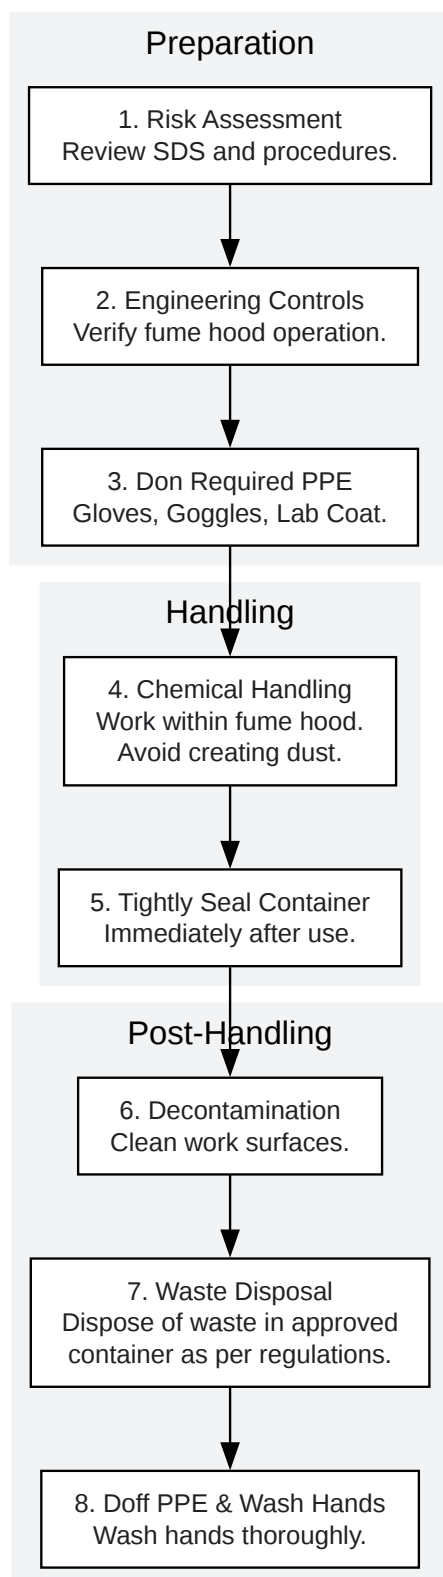 Preparation
1. Risk Assessment
Review SDS and procedures.
2. Engineering Controls
Verify fume hood operation.
3. Don Required PPE
Gloves, Goggles, Lab Coat.
Handling
4. Chemical Handling
Work within fume hood.
Avoid creating dust.
5. Tightly Seal Container
Immediately after use.
Post-Handling
6. Decontamination
Clean work surfaces.
7. Waste Disposal
Dispose of waste in approved
container as per regulations.
8. Doff PPE & Wash Hands
Wash hands thoroughly.